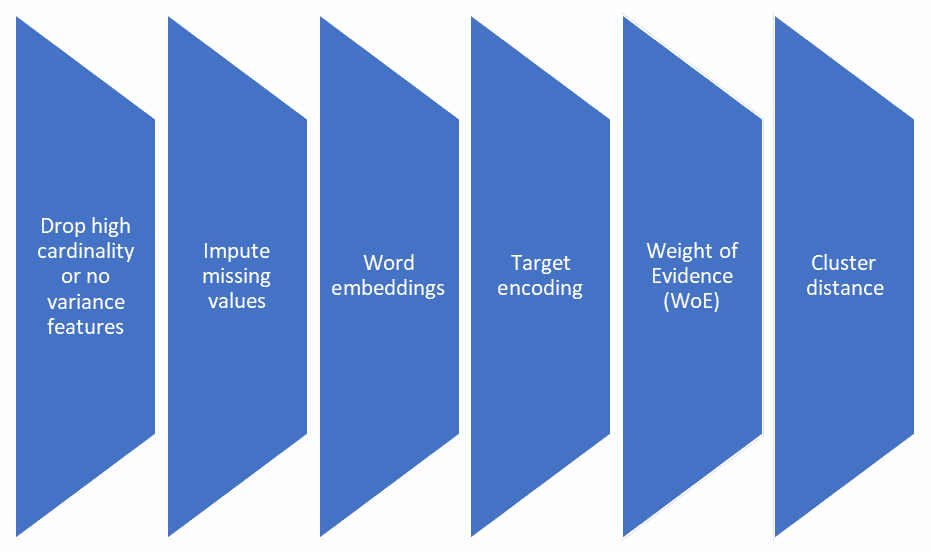 Drop high
cardinality
or no
variance
features
Impute
missing
values
Word
embeddings
Target
encoding
Weight of
Evidence
(WoE)
Cluster
distance